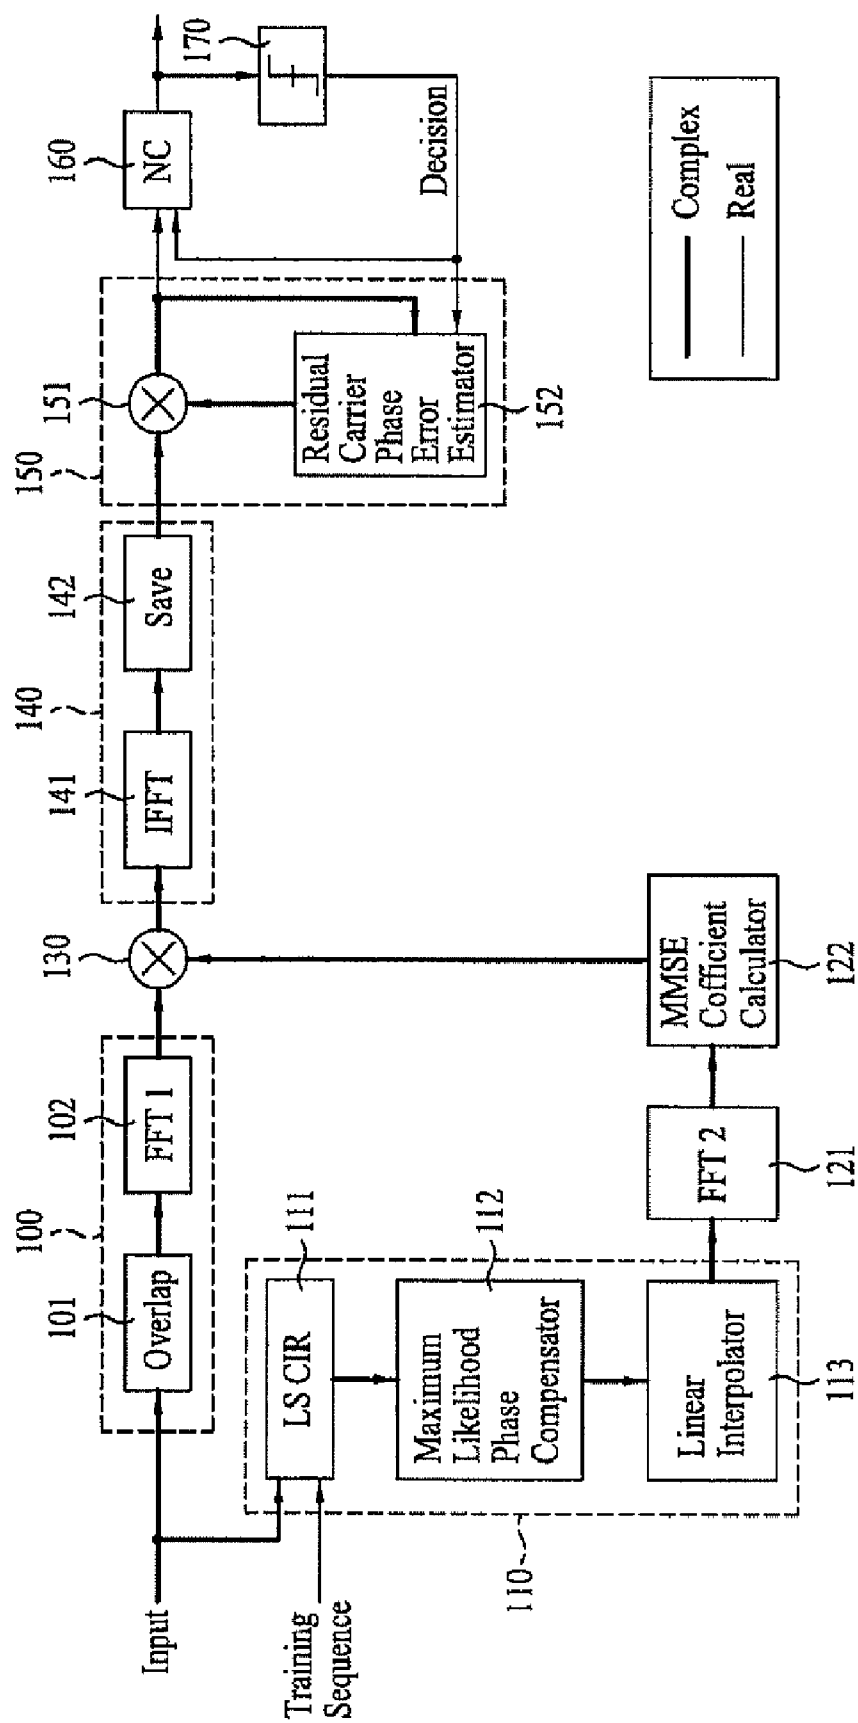 Input
Training
Sequence
100
101
Overlap
102
FFT 1
110
111
LS CIR
112
Maximum
Likelihood
Phase
Compensator
113
Linear
Interpolator
121
FFT 2
122
MMSE
Cofficient
Calculator
130
140
141
IFFT
142
Save
150
151
152
Residual
Carrier
Phase
Error
Estimator
160
NC
170
Decision
Complex
Real